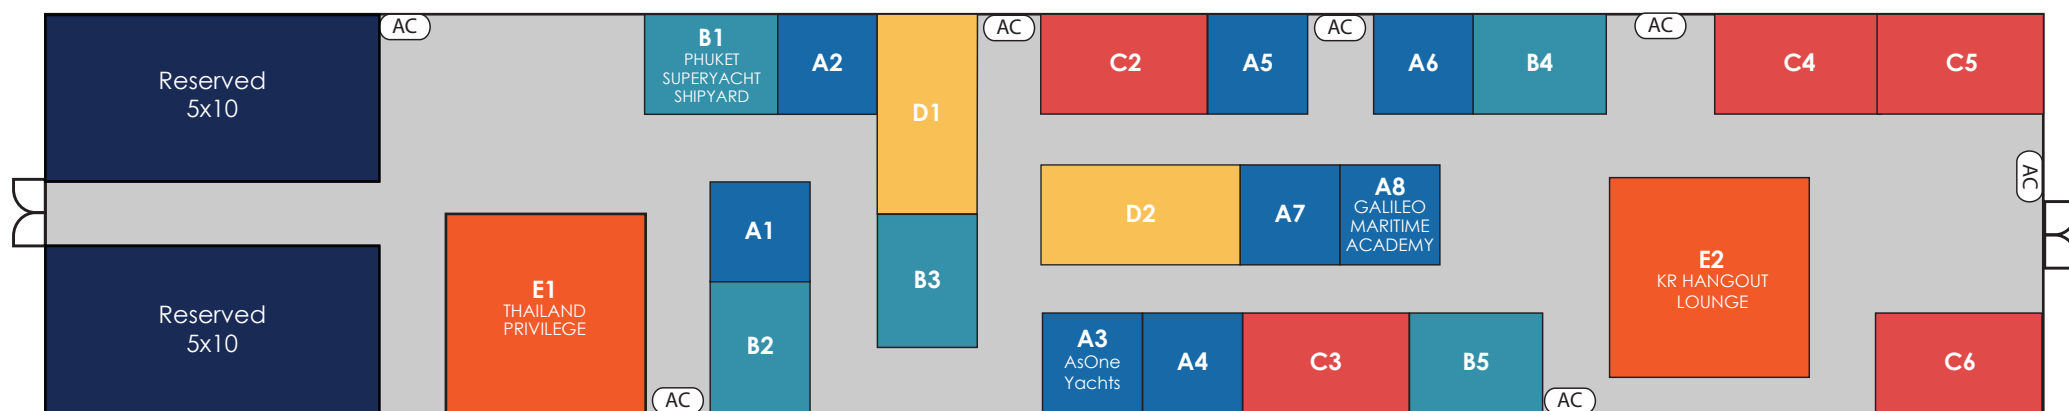 Reserved
5x10
AC
B1
PHUKET
SUPERYACHT
SHIPYARD
A2
D1
AC
C2
A5
AC
A6
B4
AC
C4
C5
AC
A1
D2
A7
A8
GALILEO
MARITIME
ACADEMY
E2
KR HANGOUT
LOUNGE
Reserved
5x10
E1
THAILAND
PRIVILEGE
B3
B2
AC
A3
AsOne
Yachts
A4
C3
B5
AC
C6